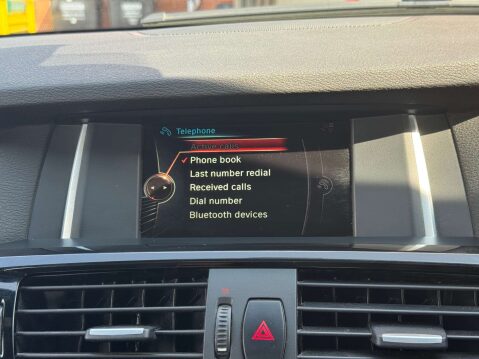 Telephone
Active calls
Phone book
Last number redial
Received calls
Dial number
Bluetooth devices